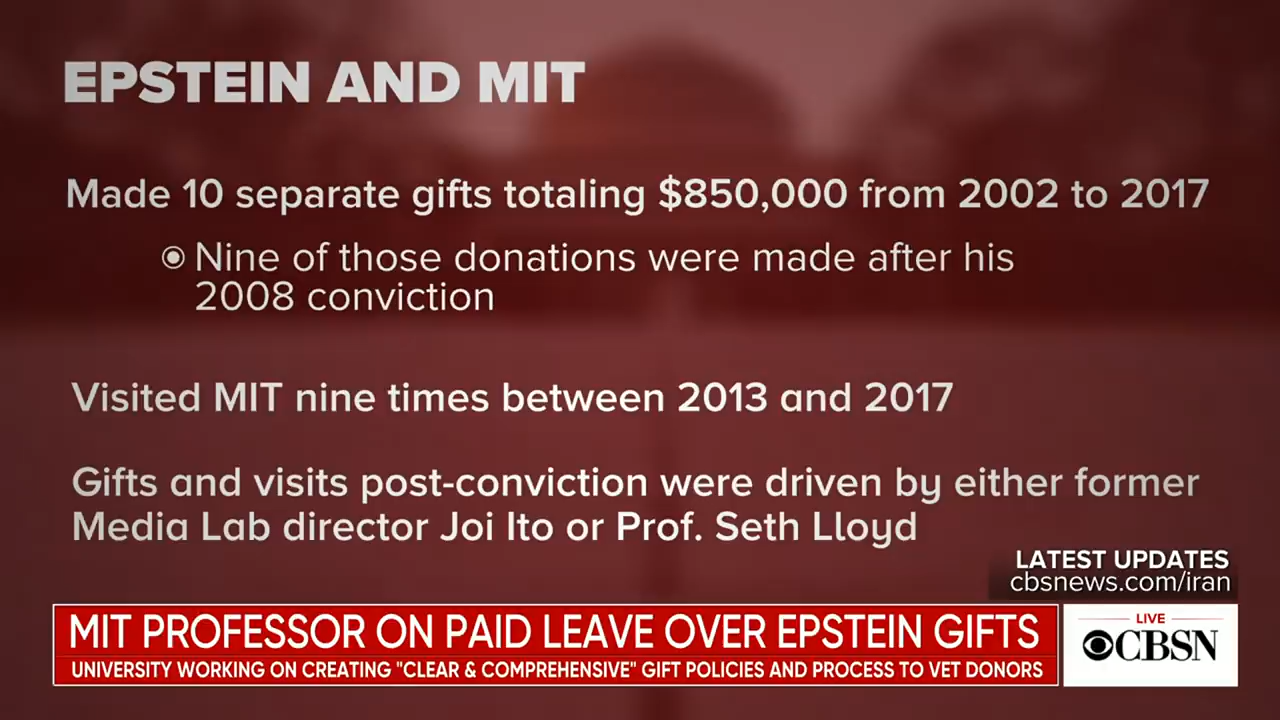 EPSTEIN AND MIT
Made 10 separate gifts totaling $850,000 from 2002 to 2017
Nine of those donations were made after his
2008 conviction
Visited MIT nine times between 2013 and 2017
Gifts and visits post-conviction were driven by either former
Media Lab director Joi Ito or Prof. Seth Lloyd
LATEST UPDATES
cbsnews.com/iran
MIT PROFESSOR ON PAID LEAVE OVER EPSTEIN GIFTS
UNIVERSITY WORKING ON CREATING "CLEAR & COMPREHENSIVE" GIFT POLICIES AND PROCESS TO VET DONORS
LIVE
CBSN